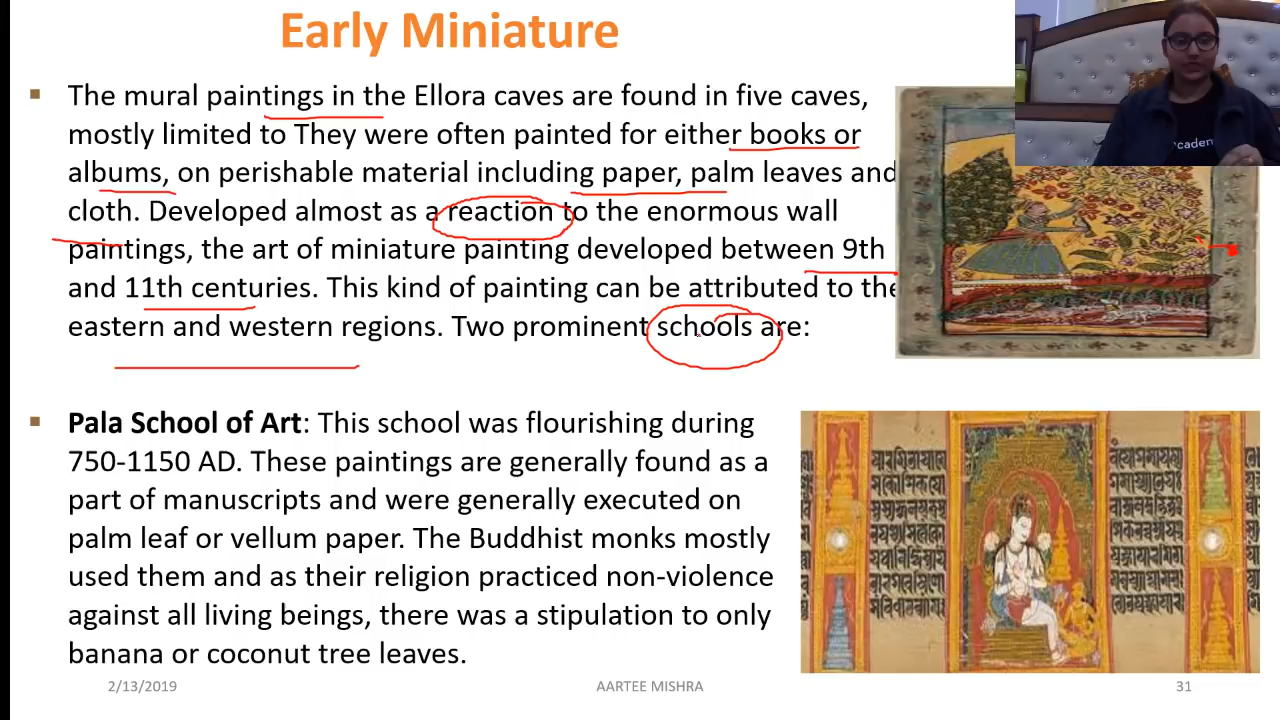 Early Miniature
▪ The mural paintings in the Ellora caves are found in five caves,
mostly limited to They were often painted for either books or
albums, on perishable material including paper, palm leaves and
cloth. Developed almost as a reaction to the enormous wall
paintings, the art of miniature painting developed between 9th
and 11th centuries. This kind of painting can be attributed to the
eastern and western regions. Two prominent schools are:
▪ Pala School of Art: This school was flourishing during
750-1150 AD. These paintings are generally found as a
part of manuscripts and were generally executed on
palm leaf or vellum paper. The Buddhist monks mostly
used them and as their religion practiced non-violence
against all living beings, there was a stipulation to only
banana or coconut tree leaves.
2/13/2019
AARTEE MISHRA
31